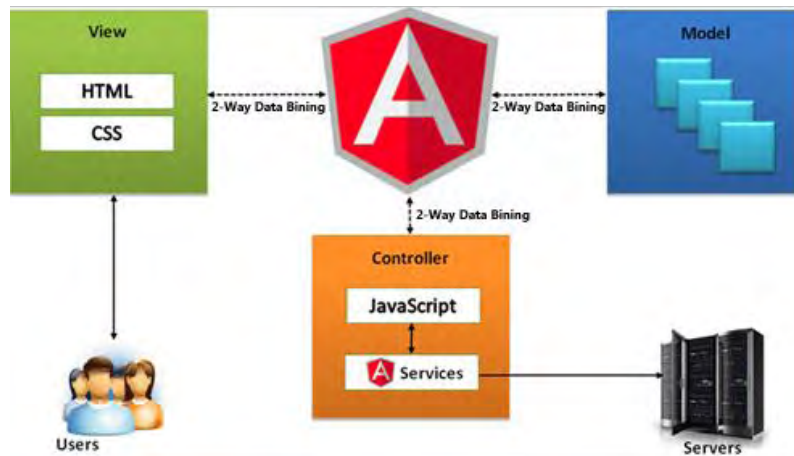 View
Model
HTML
CSS
2-Way Data Bining
2-Way Data Bining
2-Way Data Bining
Controller
JavaScript
Services
Users
Servers